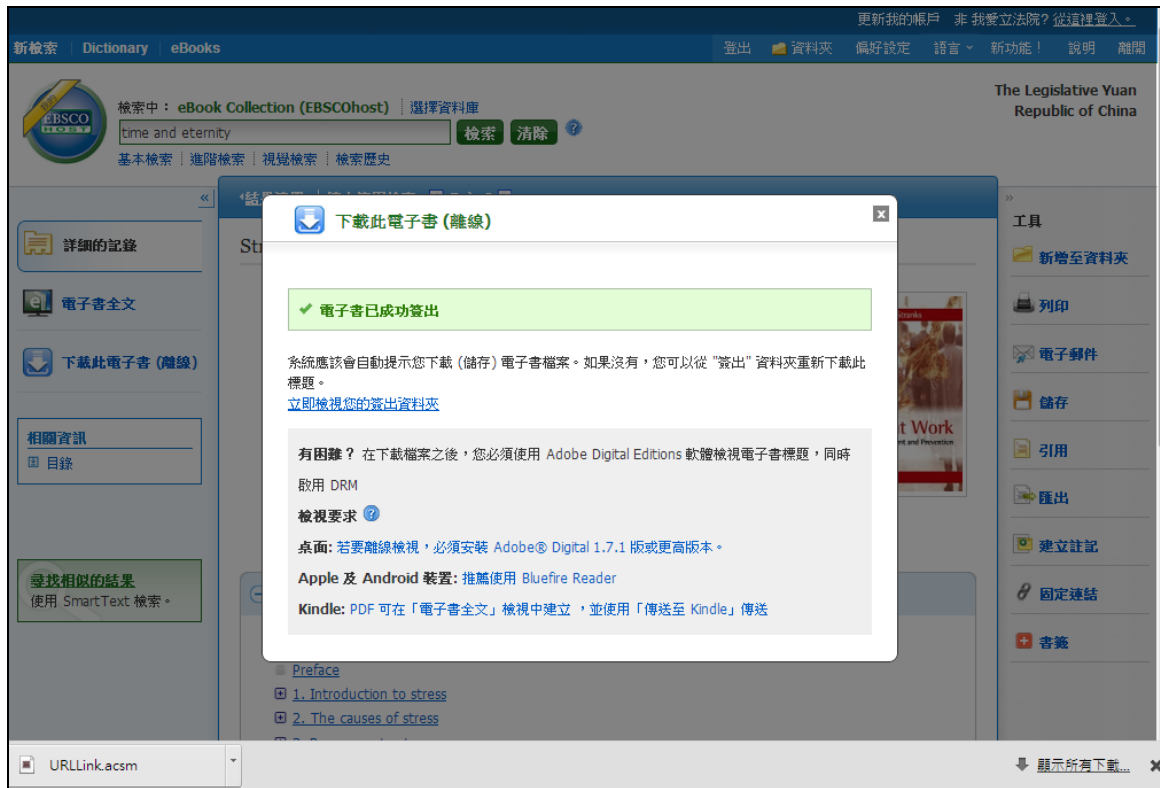 更新我的帳戶 非 我愛立法院? 從這裡登入。
新檢索 Dictionary eBooks 登出 資料夾 偏好設定 語言 新功能! 說明 離開
The Legislative Yuan
Republic of China
EBSCO
HOST
檢索中: eBook Collection (EBSCOhost) 選擇資料庫
time and eternity 檢索 清除
基本檢索 進階檢索 視覺檢索 檢索歷史
詳細的記錄
電子書全文
下載此電子書 (離線)
相關資訊
目錄
尋找相似的結果
使用 SmartText 檢索。
下載此電子書 (離線)
電子書已成功簽出
系統應該會自動提示您下載 (儲存) 電子書檔案。如果沒有,您可以從 "簽出" 資料夾重新下載此
標題。
立即檢視您的簽出資料夾
有困難? 在下載檔案之後,您必須使用 Adobe Digital Editions 軟體檢視電子書標題,同時
啟用 DRM
檢視要求
桌面: 若要離線檢視,必須安裝 Adobe® Digital 1.7.1 版或更高版本。
Apple 及 Android 裝置: 推薦使用 Bluefire Reader
Kindle: PDF 可在「電子書全文」檢視中建立 ,並使用「傳送至 Kindle」傳送
t Work
Preface
1. Introduction to stress
2. The causes of stress
工具
新增至資料夾
列印
電子郵件
儲存
引用
匯出
建立註記
固定連結
書籤
URLLink.acsm
顯示所有下載...